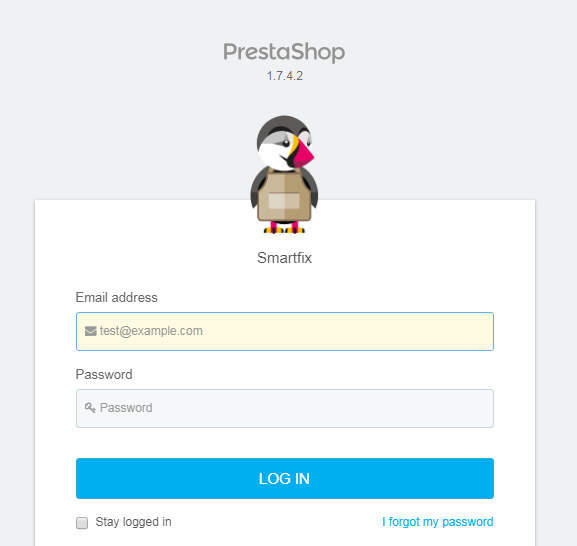 PrestaShop
1.7.4.2
Smartfix
Email address
test@example.com
Password
Password
LOG IN
Stay logged in I forgot my password